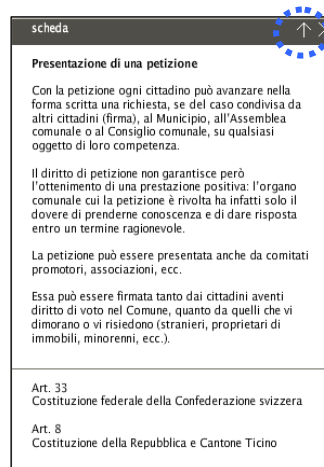 scheda
Presentazione di una petizione
Con la petizione ogni cittadino può avanzare nella
forma scritta una richiesta, se del caso condivisa da
altri cittadini (firma), al Municipio, all'Assemblea
comunale o al Consiglio comunale, su qualsiasi
oggetto di loro competenza.
Il diritto di petizione non garantisce però
l'ottenimento di una prestazione positiva: l'organo
comunale cui la petizione è rivolta ha infatti solo il
dovere di prenderne conoscenza e di dare risposta
entro un termine ragionevole.
La petizione può essere presentata anche da comitati
promotori, associazioni, ecc.
Essa può essere firmata tanto dai cittadini aventi
diritto di voto nel Comune, quanto da quelli che vi
dimorano o vi risiedono (stranieri, proprietari di
immobili, minorenni, ecc.).
Art. 33
Costituzione federale della Confederazione svizzera
Art. 8
Costituzione della Repubblica e Cantone Ticino